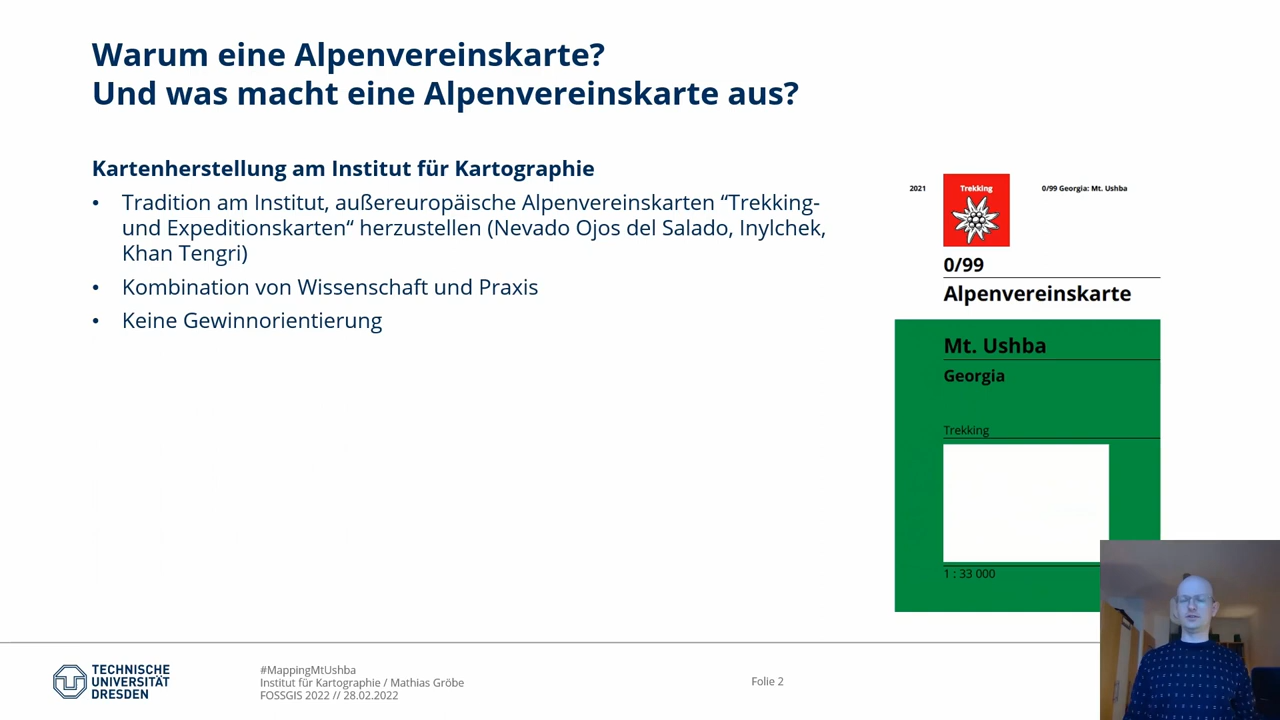 Warum eine Alpenvereinskarte?
Und was macht eine Alpenvereinskarte aus?
Kartenherstellung am Institut für Kartographie
• Tradition am Institut, außereuropäische Alpenvereinskarten “Trekking-
und Expeditionskarten“ herzustellen (Nevado Ojos del Salado, Inylchek,
Khan Tengri)
• Kombination von Wissenschaft und Praxis
• Keine Gewinnorientierung
2021
Trekking
0/99 Georgia: Mt. Ushba
0/99
Alpenvereinskarte
Mt. Ushba
Georgia
Trekking
1 : 33 000
TECHNISCHE
UNIVERSITÄT
DRESDEN
#MappingMtUshba
Institut für Kartographie / Mathias Gröbe
FOSSGIS 2022 // 28.02.2022
Folie 2